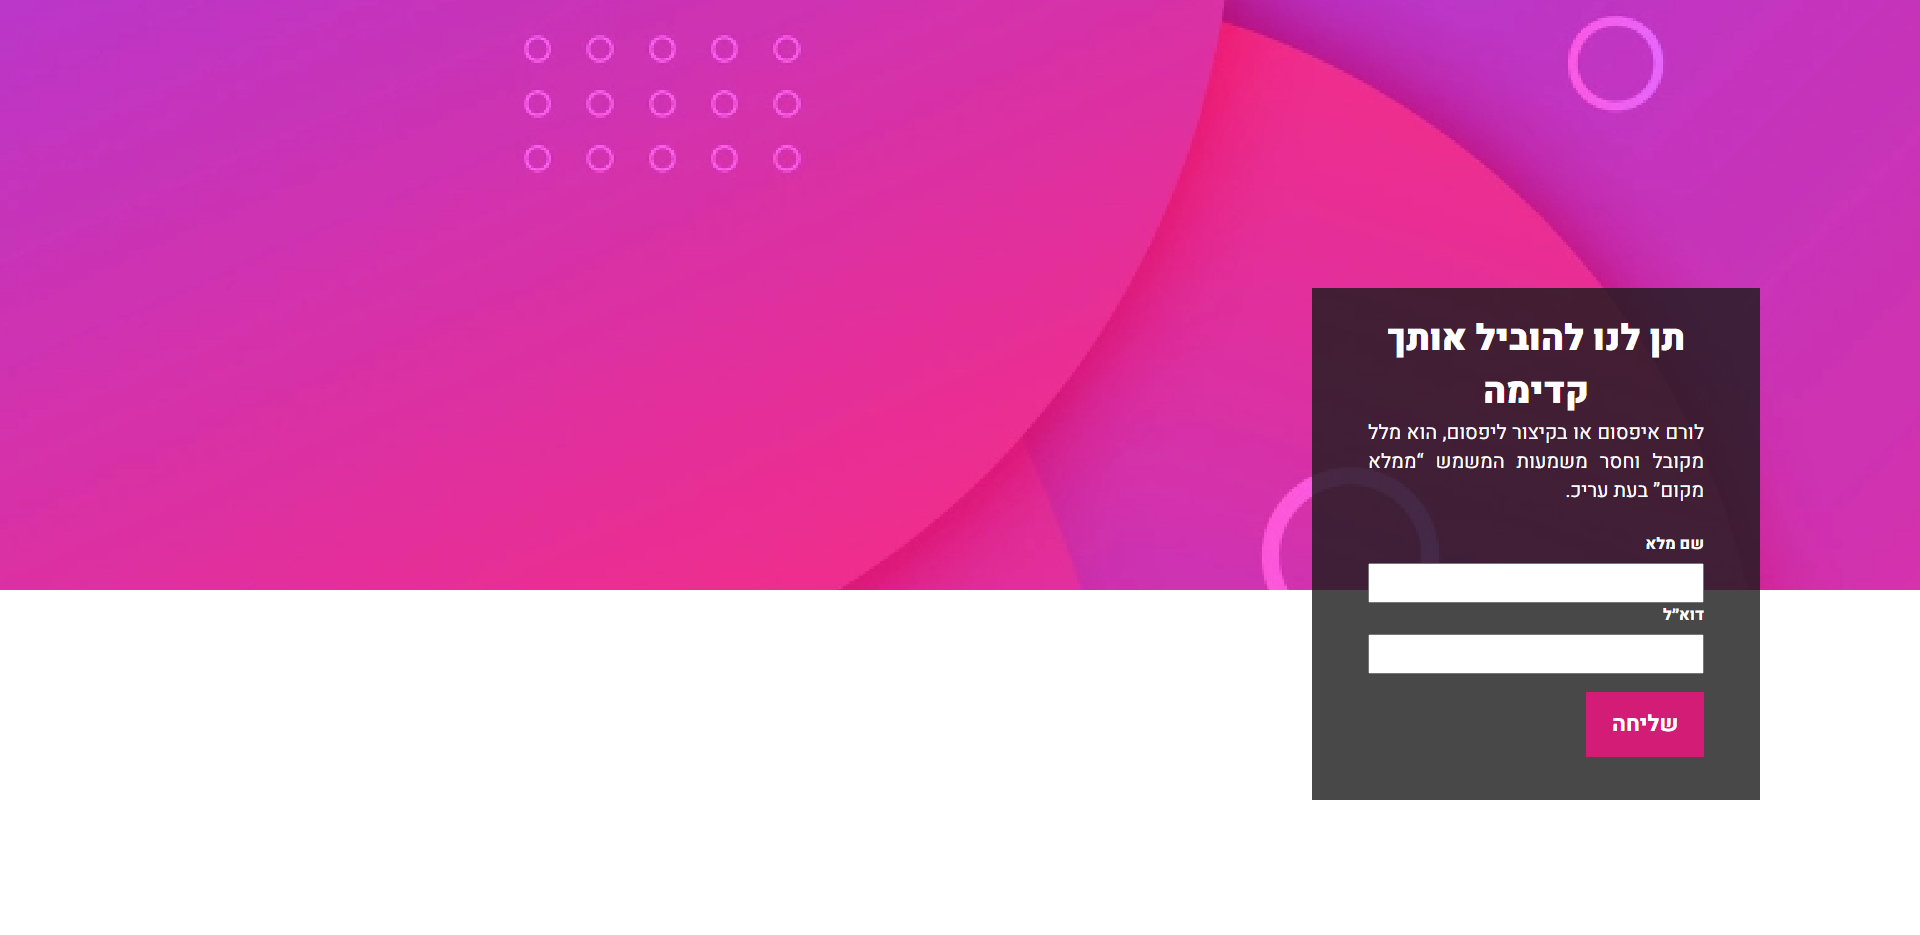 תן לנו להוביל אותך
קדימה
לורם איפסום או בקיצור ליפסום, הוא מלל
מקובל וחסר משמעות המשמש “ממלא
מקום” בעת עריכ.
שם מלא
דוא״ל
שליחה